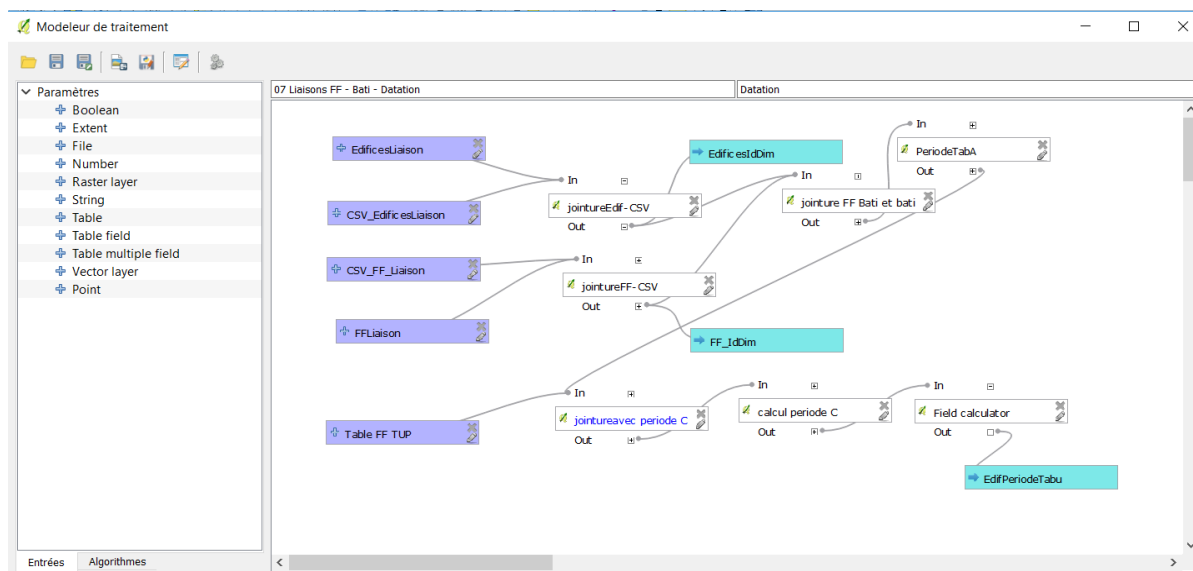 Modeleur de traitement
Paramètres
Boolean
Extent
File
Number
Raster layer
String
Table
Table field
Table multiple field
Vector layer
Point
Entrées
Algorithmes
07 Liaisons FF - Bati - Datation
Datation
EdificesLiaison
CSV_EdificesLiaison
CSV_FF_Liaison
FFLiaison
Table FF TUP
In
jointureEdif-CSV
Out
In
jointureFF-CSV
Out
EdificesIdDim
FF_IdDim
In
jointure FF Bati et bati
Out
In
PeriodeTabA
Out
In
jointureavec periode C
Out
In
calcul periode C
Out
In
Field calculator
Out
EdifPeriodeTabu